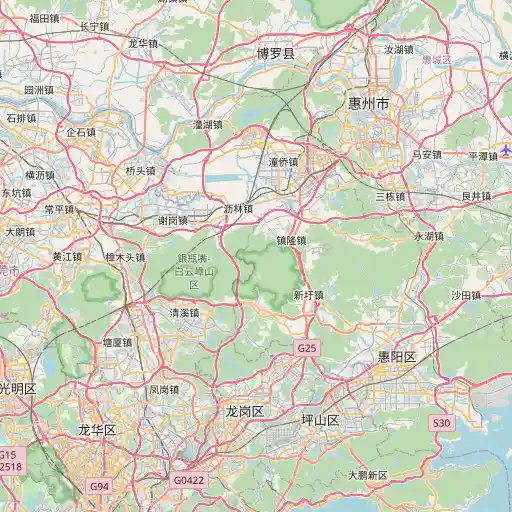 福田镇
长宁镇
龙华镇
博罗县
汝湖镇
惠城区
园洲镇
惠州市
石排镇
企石镇
潼湖镇
马安镇
平潭镇
横沥镇
桥头镇
潼侨镇
东坑镇
三栋镇
良井镇
常平镇
谢岗镇
沥林镇
大朗镇
镇隆镇
永湖镇
黄江镇
樟木头镇
银瓶嘴-
白云嶂山
区
莞市
新圩镇
沙田镇
清溪镇
塘厦镇
G25
惠阳区
光明区
凤岗镇
龙岗区
坪山区
S30
龙华区
G15
2518
G94
G0422
大鹏新区